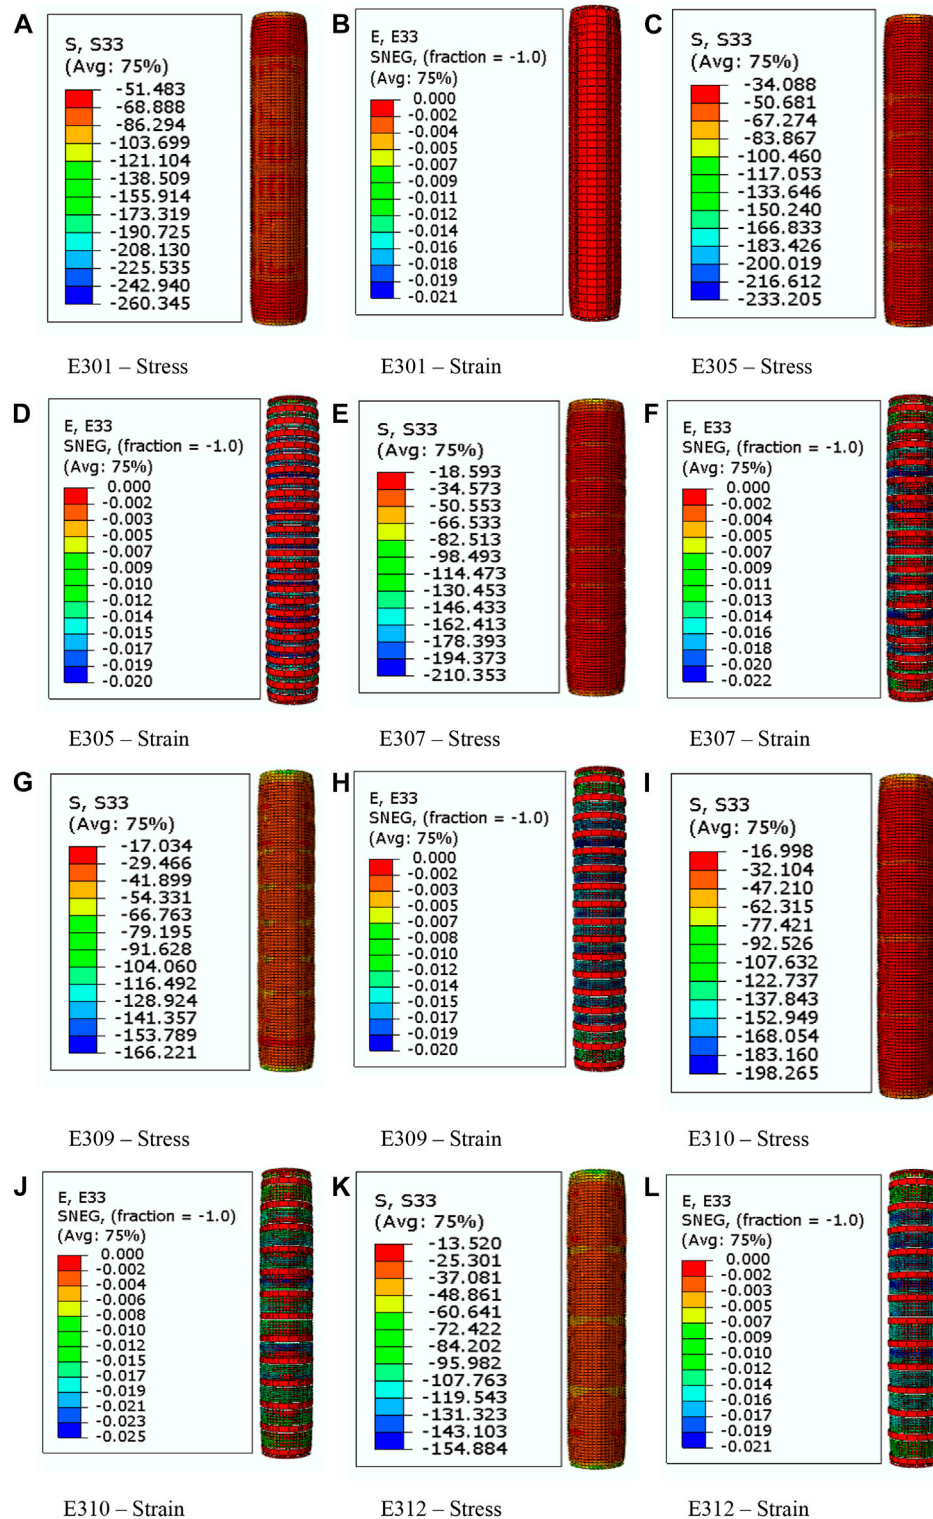 A
S, S33
(Avg: 75%)
-51.483
-68.888
-86.294
-103.699
-121.104
-138.509
-155.914
-173.319
-190.725
-208.130
-225.535
-242.940
-260.345
E301 – Stress
B
E, E33
SNEG, (fraction = -1.0)
(Avg: 75%)
0.000
-0.002
-0.004
-0.005
-0.007
-0.009
-0.011
-0.012
-0.014
-0.016
-0.018
-0.019
-0.021
E301 – Strain
C
S, S33
(Avg: 75%)
-34.088
-50.681
-67.274
-83.867
-100.460
-117.053
-133.646
-150.240
-166.833
-183.426
-200.019
-216.612
-233.205
E305 – Stress
D
E, E33
SNEG, (fraction = -1.0)
(Avg: 75%)
0.000
-0.002
-0.003
-0.005
-0.007
-0.009
-0.010
-0.012
-0.014
-0.015
-0.017
-0.019
-0.020
E305 – Strain
E
S, S33
(Avg: 75%)
-18.593
-34.573
-50.553
-66.533
-82.513
-98.493
-114.473
-130.453
-146.433
-162.413
-178.393
-194.373
-210.353
E307 – Stress
F
E, E33
SNEG, (fraction = -1.0)
(Avg: 75%)
0.000
-0.002
-0.004
-0.005
-0.007
-0.009
-0.011
-0.013
-0.014
-0.016
-0.018
-0.020
-0.022
E307 – Strain
G
S, S33
(Avg: 75%)
-17.034
-29.466
-41.899
-54.331
-66.763
-79.195
-91.628
-104.060
-116.492
-128.924
-141.357
-153.789
-166.221
E309 – Stress
H
E, E33
SNEG, (fraction = -1.0)
(Avg: 75%)
0.000
-0.002
-0.003
-0.005
-0.007
-0.008
-0.010
-0.012
-0.014
-0.015
-0.017
-0.019
-0.020
E309 – Strain
I
S, S33
(Avg: 75%)
-16.998
-32.104
-47.210
-62.315
-77.421
-92.526
-107.632
-122.737
-137.843
-152.949
-168.054
-183.160
-198.265
E310 – Stress
J
E, E33
SNEG, (fraction = -1.0)
(Avg: 75%)
0.000
-0.002
-0.004
-0.006
-0.008
-0.010
-0.012
-0.015
-0.017
-0.019
-0.021
-0.023
-0.025
E310 – Strain
K
S, S33
(Avg: 75%)
-13.520
-25.301
-37.081
-48.861
-60.641
-72.422
-84.202
-95.982
-107.763
-119.543
-131.323
-143.103
-154.884
E312 – Stress
L
E, E33
SNEG, (fraction = -1.0)
(Avg: 75%)
0.000
-0.002
-0.003
-0.005
-0.007
-0.009
-0.010
-0.012
-0.014
-0.016
-0.017
-0.019
-0.021
E312 – Strain